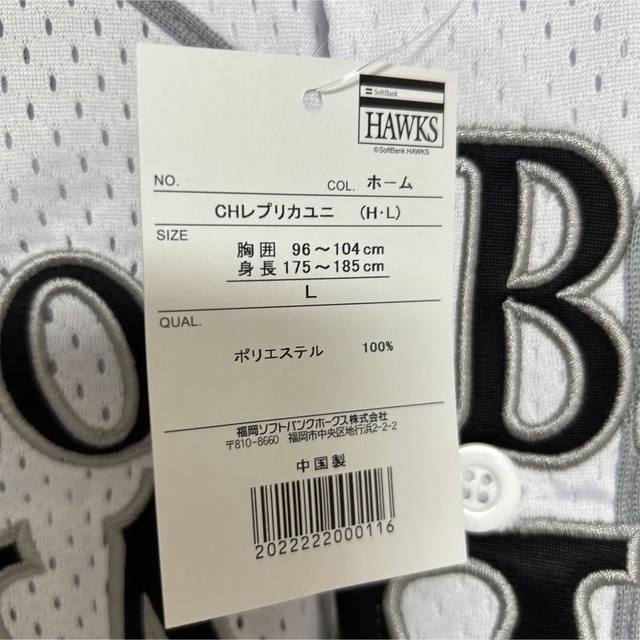 SoftBank
HAWKS
©SoftBank HAWKS
NO.
COL. ホーム
CHレプリカユニ (H・L)
SIZE
胸囲 96～104cm
身長 175～185cm
L
QUAL.
ポリエステル 100%
福岡ソフトバンクホークス株式会社
〒810-8660 福岡市中央区地行浜2-2-2
中国製
2022222000116
O B